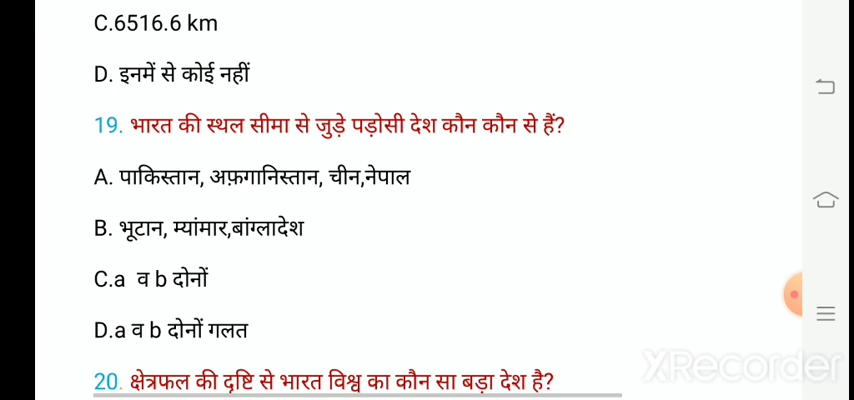 C.6516.6 km
D. इनमें से कोई नहीं
19. भारत की स्थल सीमा से जुड़े पड़ोसी देश कौन कौन से हैं?
A. पाकिस्तान, अफ़गानिस्तान, चीन,नेपाल
B. भूटान, म्यांमार,बांग्लादेश
C.a व b दोनों
D.a व b दोनों गलत
20. क्षेत्रफल की दृष्टि से भारत विश्व का कौन सा बड़ा देश है?
XRecorder